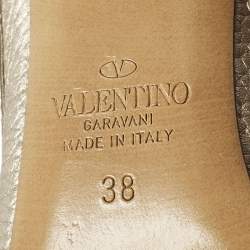 VALENTINO
GARAVANI
MADE IN ITALY
38